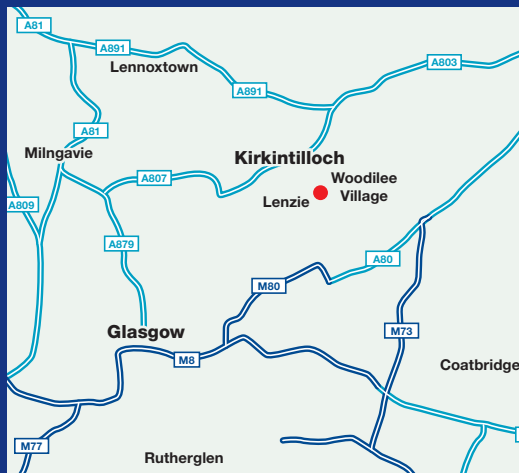 A81
A891
Lennoxtown
A803
A891
A81
Milngavie
Kirkintilloch
A807
Woodilee
Village
Lenzie
A809
A879
A80
M80
Glasgow
M73
M8
Coatbridge
M77
Rutherglen